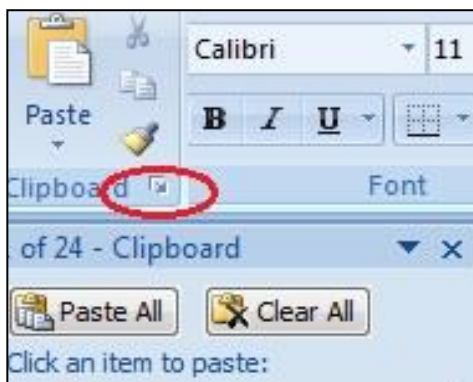 Calibri 11
Paste B I U
Clipboard Font
of 24 - Clipboard
Paste All Clear All
Click an item to paste: